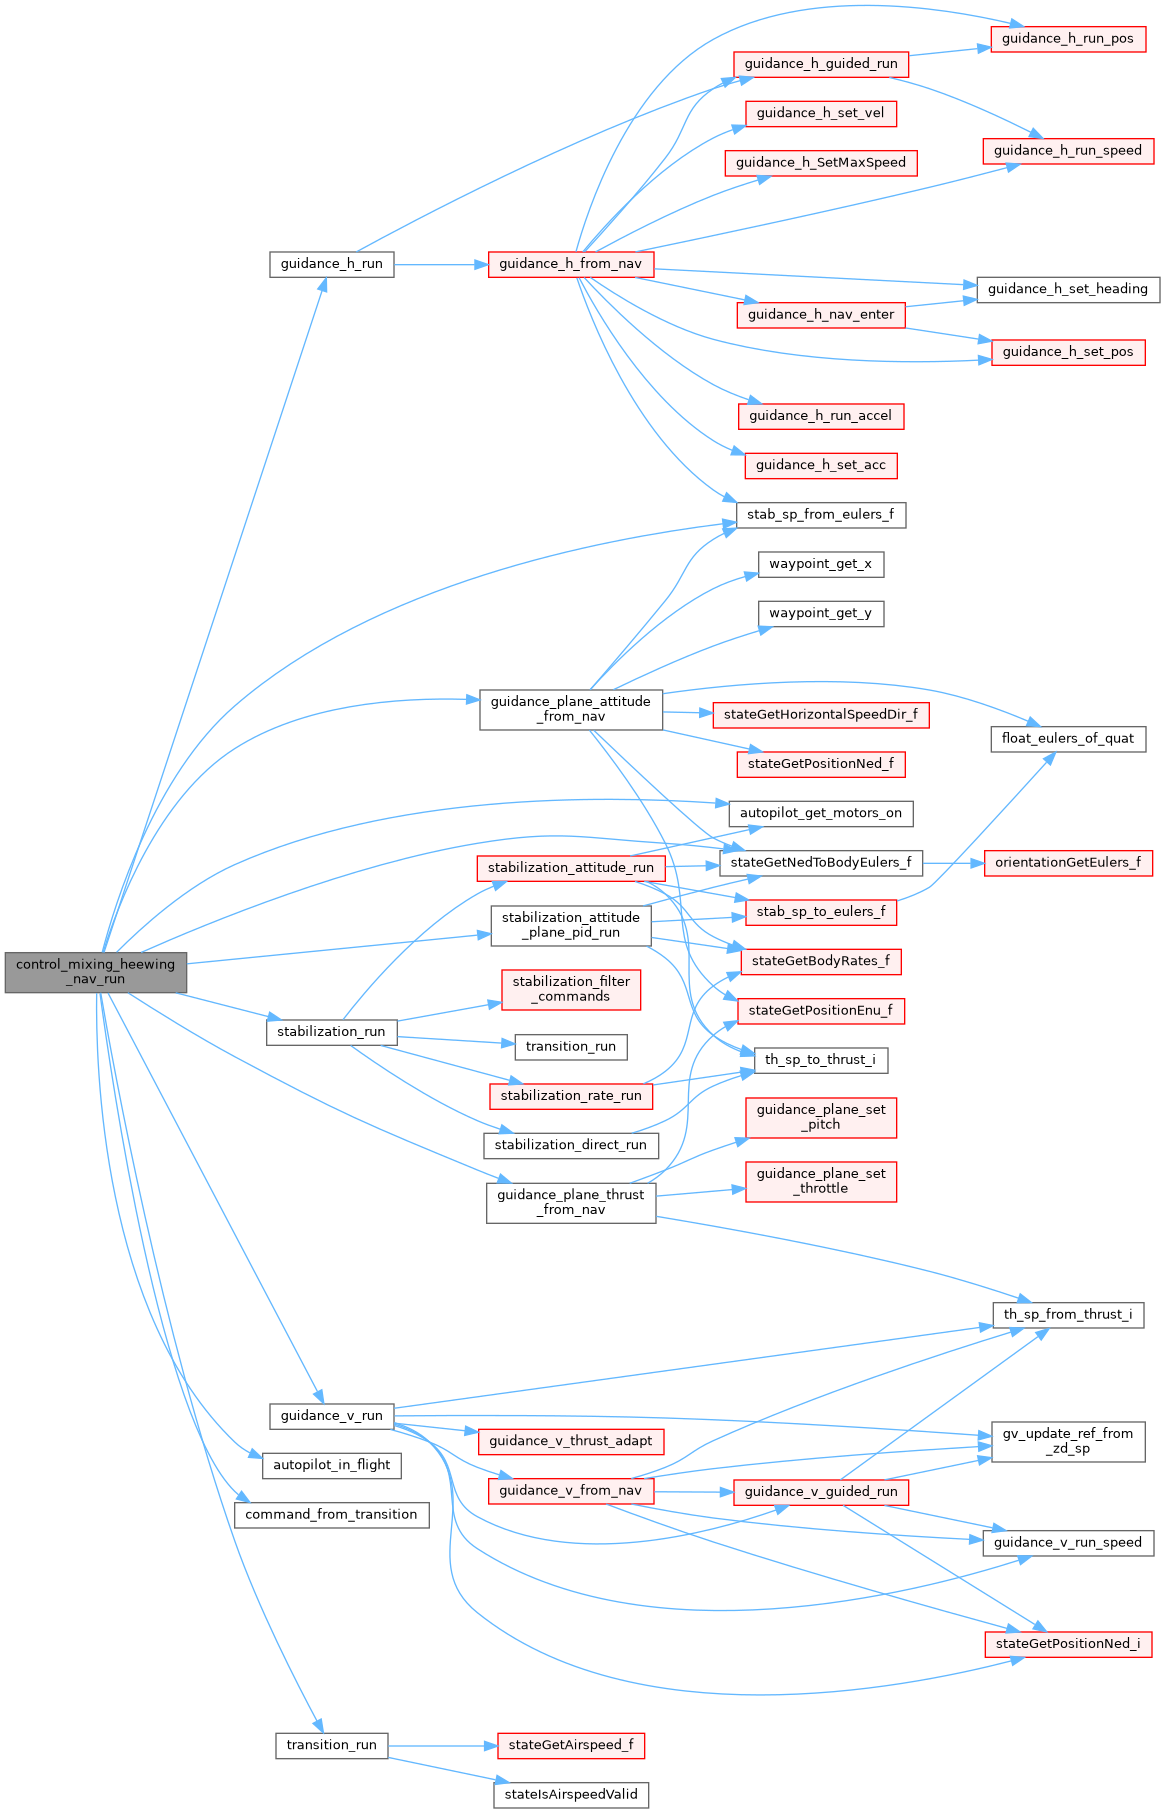 guidance_h_run_pos
guidance_h_guided_run
guidance_h_set_vel
guidance_h_run_speed
guidance_h_SetMaxSpeed
guidance_h_run
guidance_h_from_nav
guidance_h_set_heading
guidance_h_nav_enter
guidance_h_set_pos
guidance_h_run_accel
guidance_h_set_acc
stab_sp_from_eulers_f
waypoint_get_x
waypoint_get_y
guidance_plane_attitude
_from_nav
stateGetHorizontalSpeedDir_f
float_eulers_of_quat
stateGetPositionNed_f
autopilot_get_motors_on
stabilization_attitude_run
stateGetNedToBodyEulers_f
orientationGetEulers_f
stab_sp_to_eulers_f
stabilization_attitude
_plane_pid_run
stateGetBodyRates_f
control_mixing_heewing
_nav_run
stabilization_filter
_commands
stateGetPositionEnu_f
stabilization_run
transition_run
th_sp_to_thrust_i
stabilization_rate_run
guidance_plane_set
_pitch
stabilization_direct_run
guidance_plane_set
_throttle
guidance_plane_thrust
_from_nav
th_sp_from_thrust_i
guidance_v_run
guidance_v_thrust_adapt
gv_update_ref_from
_zd_sp
autopilot_in_flight
guidance_v_from_nav
guidance_v_guided_run
command_from_transition
guidance_v_run_speed
stateGetPositionNed_i
transition_run
stateGetAirspeed_f
stateIsAirspeedValid